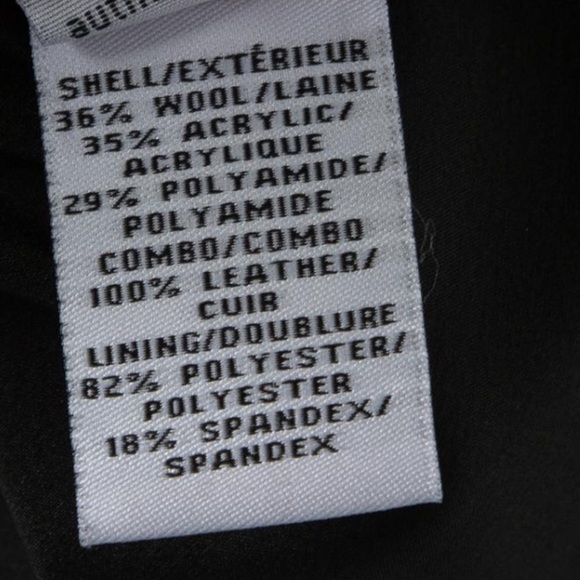 SHELL/EXTÉRIEUR
36% WOOL/LAINE
35% ACRYLIC/
ACRYLIQUE
29% POLYAMIDE/
POLYAMIDE
COMBO/COMBO
100% LEATHER/
CUIR
LINING/DOUBLURE
82% POLYESTER/
POLYESTER
18% SPANDEX/
SPANDEX